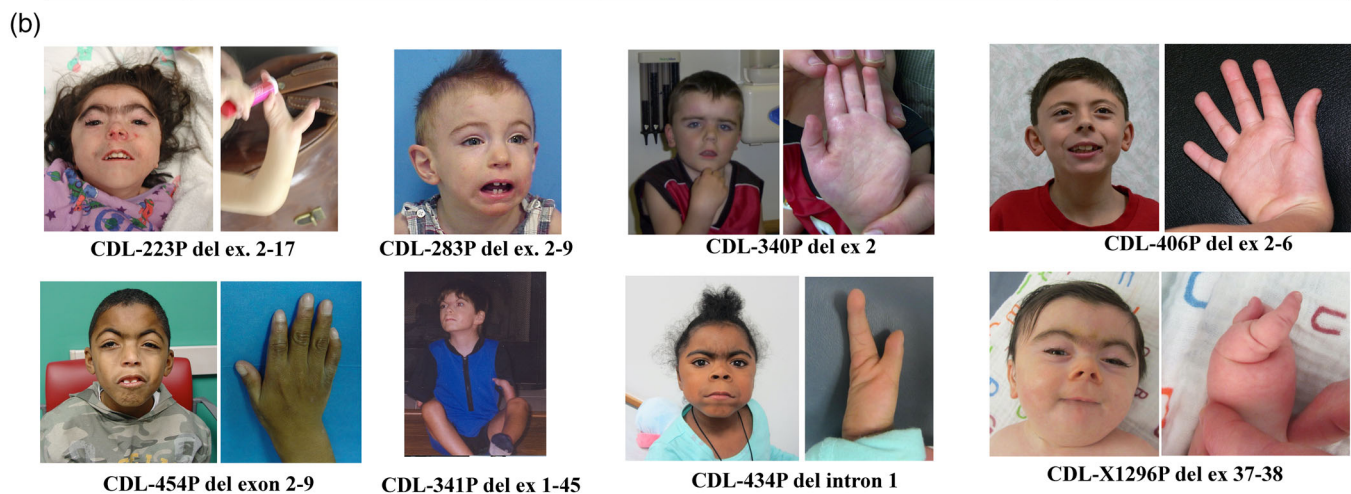 (b)
CDL-223P del ex. 2-17
CDL-283P del ex. 2-9
CDL-340P del ex 2
CDL-406P del ex 2-6
CDL-454P del exon 2-9
CDL-341P del ex 1-45
CDL-434P del intron 1
CDL-X1296P del ex 37-38